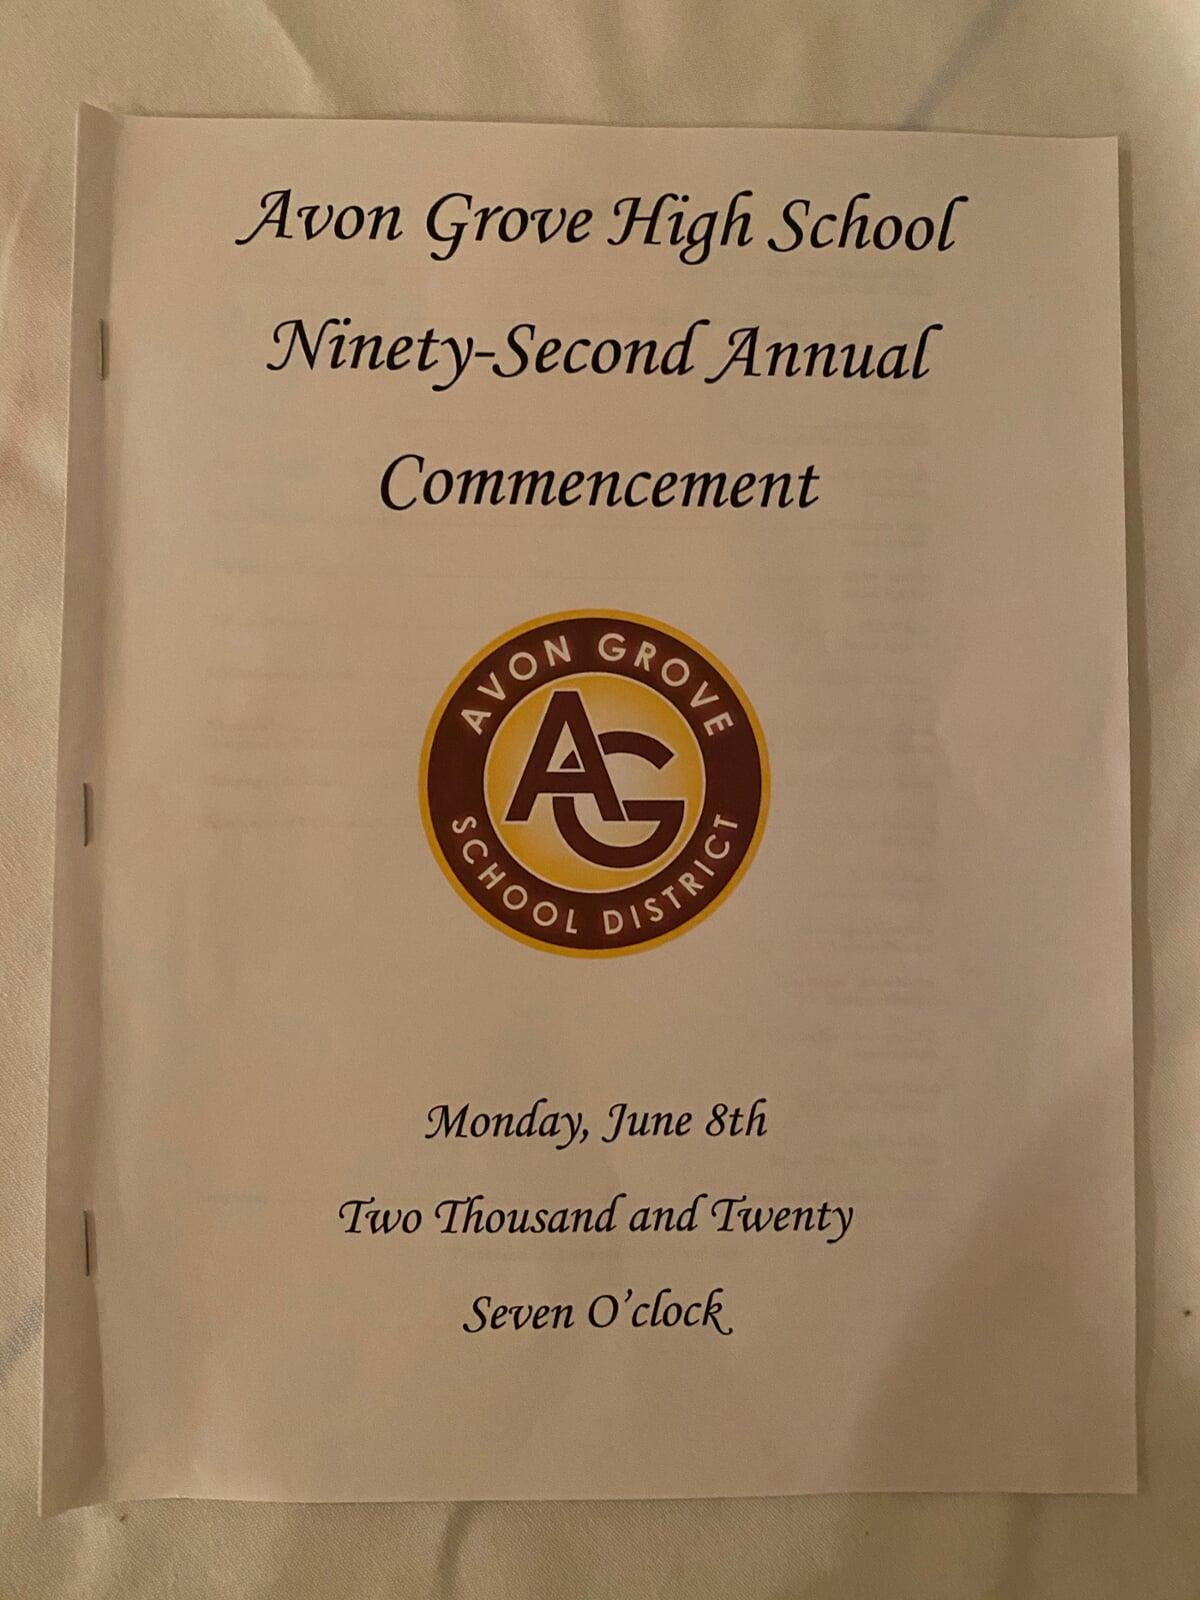 Avon Grove High School
Ninety-Second Annual
Commencement
AVON GROVE
AG
SCHOOL DISTRICT
Monday, June 8th
Two Thousand and Twenty
Seven O'clock